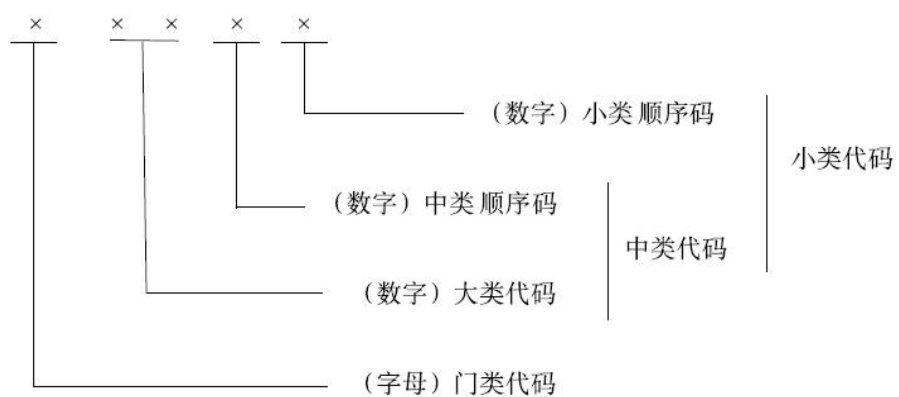 × × × × ×
（数字）小类 顺序码
小类代码
（数字）中类 顺序码
中类代码
（数字）大类代码
（字母）门类代码